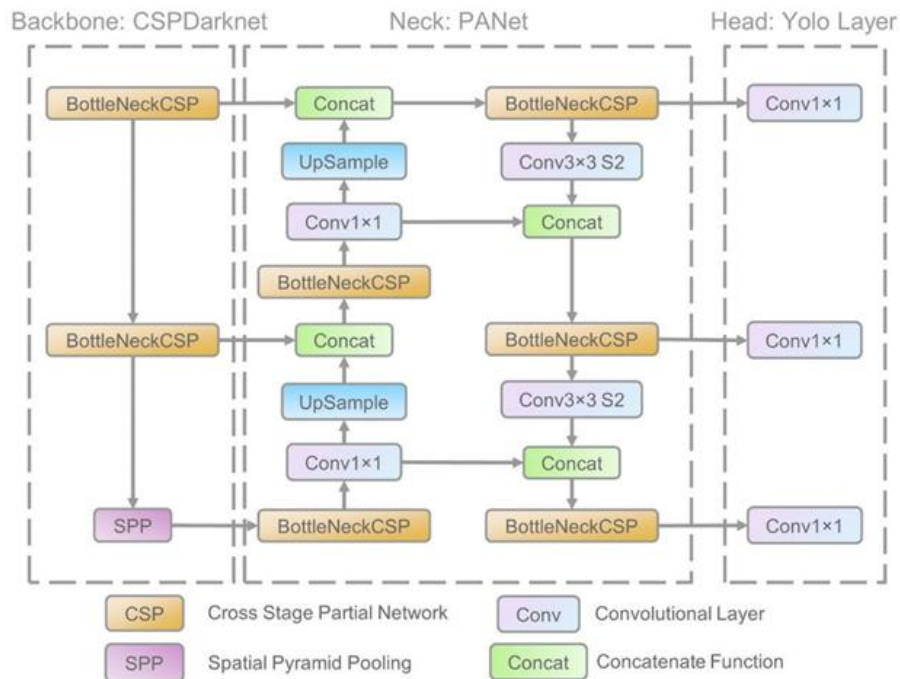 Backbone: CSPDarknet Neck: PANet Head: Yolo Layer
BottleNeckCSP Concat BottleNeckCSP Conv1×1
UpSample Conv3×3 S2
Conv1×1 Concat
BottleNeckCSP
BottleNeckCSP Concat BottleNeckCSP Conv1×1
UpSample Conv3×3 S2
Conv1×1 Concat
SPP BottleNeckCSP BottleNeckCSP Conv1×1
CSP Cross Stage Partial Network Conv Convolutional Layer
SPP Spatial Pyramid Pooling Concat Concatenate Function